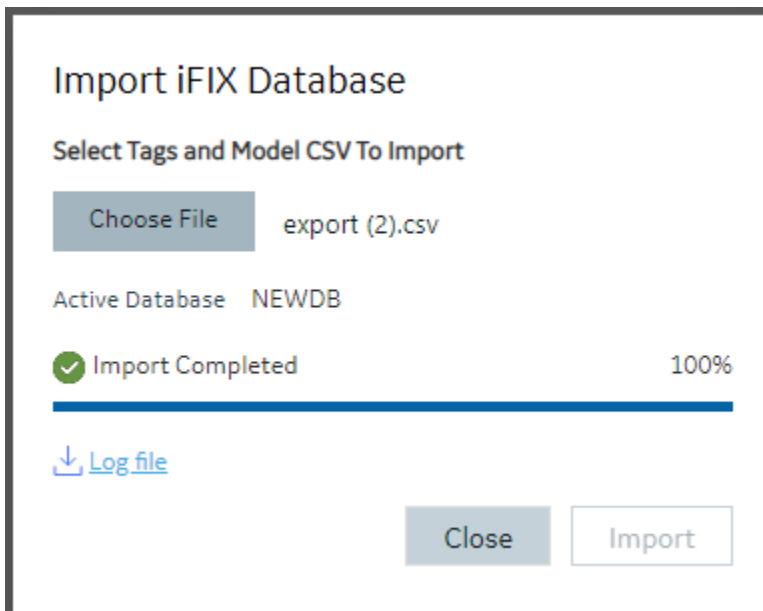 Import iFIX Database
Select Tags and Model CSV To Import
Choose File export (2).csv
Active Database NEWDB
Import Completed 100%
Log file
Close Import